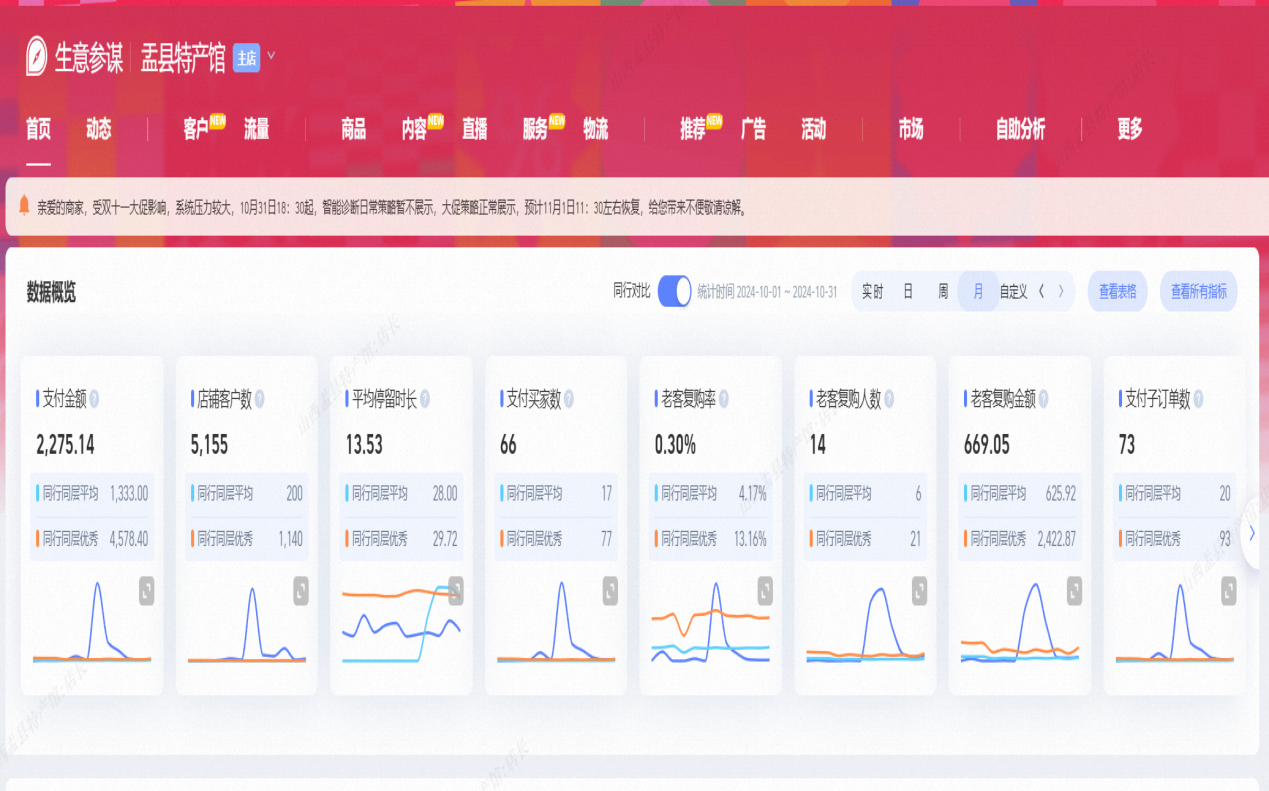 生意参谋 盂县特产馆 主店
首页 动态 客户 NEW 流量 商品 内容 NEW 直播 服务 NEW 物流 推荐 NEW 广告 活动 市场 自助分析 更多
亲爱的商家，受双十一大促影响，系统压力较大，10月31日18：30起，智能诊断日常策略暂不展示，大促策略正常展示，预计11月1日11：30左右恢复，给您带来不便敬请谅解。
数据概览 同行对比 统计时间 2024-10-01 ~ 2024-10-31 实时 日 周 月 自定义 查看表格 查看所有指标
支付金额 店铺客户数 平均停留时长 支付买家数 老客复购率 老客复购人数 老客复购金额 支付子订单数
2,275.14 5,155 13.53 66 0.30% 14 669.05 73
同行同层平均 1,333.00 同行同层平均 200 同行同层平均 28.00 同行同层平均 17 同行同层平均 4.17% 同行同层平均 6 同行同层平均 625.92 同行同层平均 20
同行同层优秀 4,578.40 同行同层优秀 1,140 同行同层优秀 29.72 同行同层优秀 77 同行同层优秀 13.16% 同行同层优秀 21 同行同层优秀 2,422.87 同行同层优秀 93